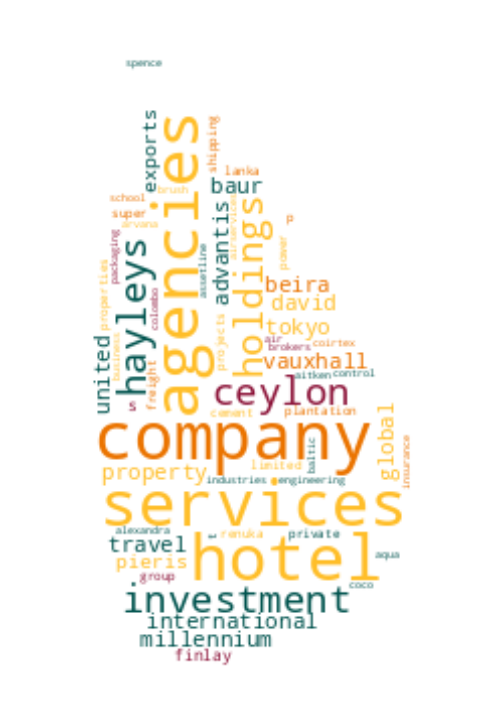 spence
exports
agencies
shipping
lanka
baur
brush
school
super
arvana
hayleys
advantis
holdings
airservices
p
power
packaging
properties
colombo
assetline
beira
david
tokyo
projects
air
brokers
coirtex
vauxhall
united
business
freight
aitken
control
s
ceylon
cement
plantation
company
global
insurance
baltic
limited
property
industries
engineering
services
alexandra
renuka
private
travel
hotel
pieris
aqua
group
coco
investment
international
millennium
finlay